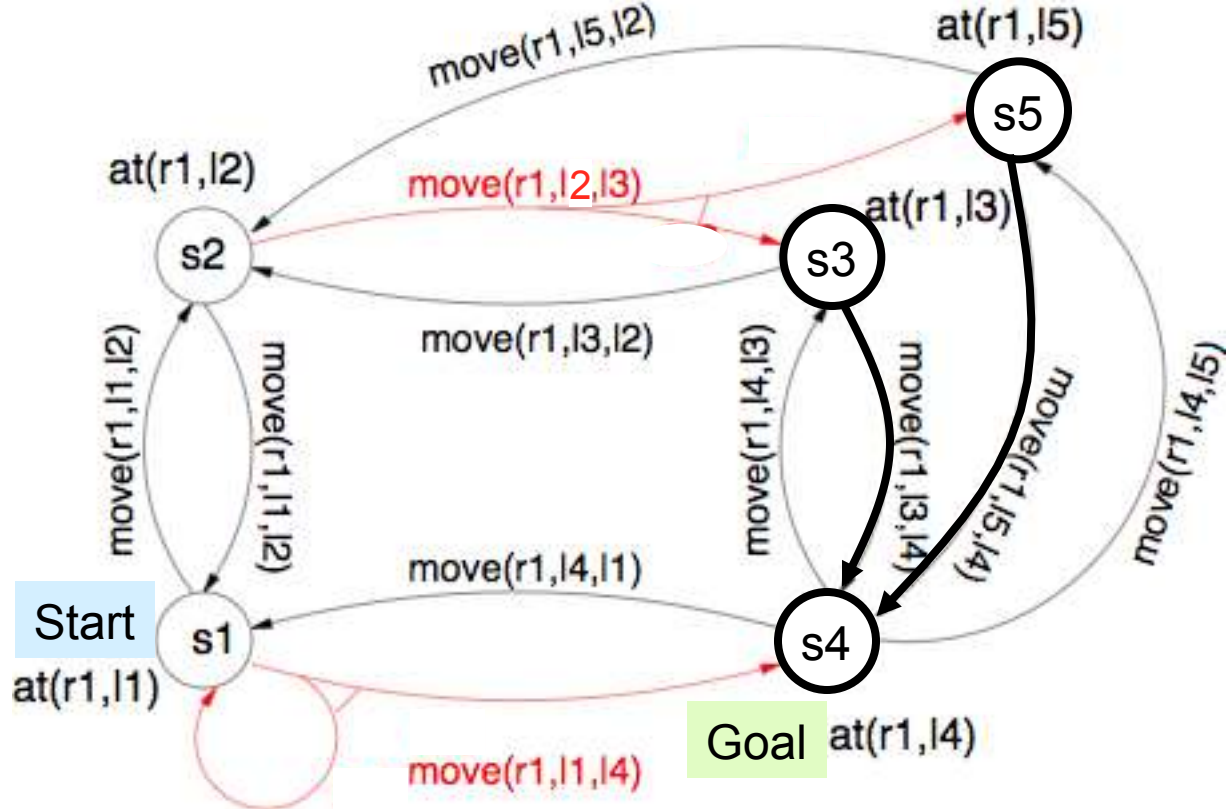 move(r1,l5,l2)
at(r1,l5)
s5
at(r1,l2)
move(r1,l2,l3)
at(r1,l3)
s2
s3
move(r1,l3,l2)
move(r1,l1,l2)
move(r1,l1,l2)
move(r1,l4,l3)
move(r1,l3,l4)
move(r1,l5,l4)
move(r1,l4,l5)
move(r1,l4,l1)
Start
s1
s4
at(r1,l1)
Goal
at(r1,l4)
move(r1,l1,l4)